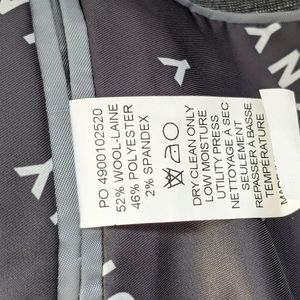 PO 4900102520
52% WOOL-LAINE
46% POLYESTER
2% SPANDEX
DRY CLEAN ONLY
LOW MOISTURE
UTILITY PRESS
NETTOYAGE A SEC
SEULEMENT
REPASSER A BASSE
TEMPERATURE